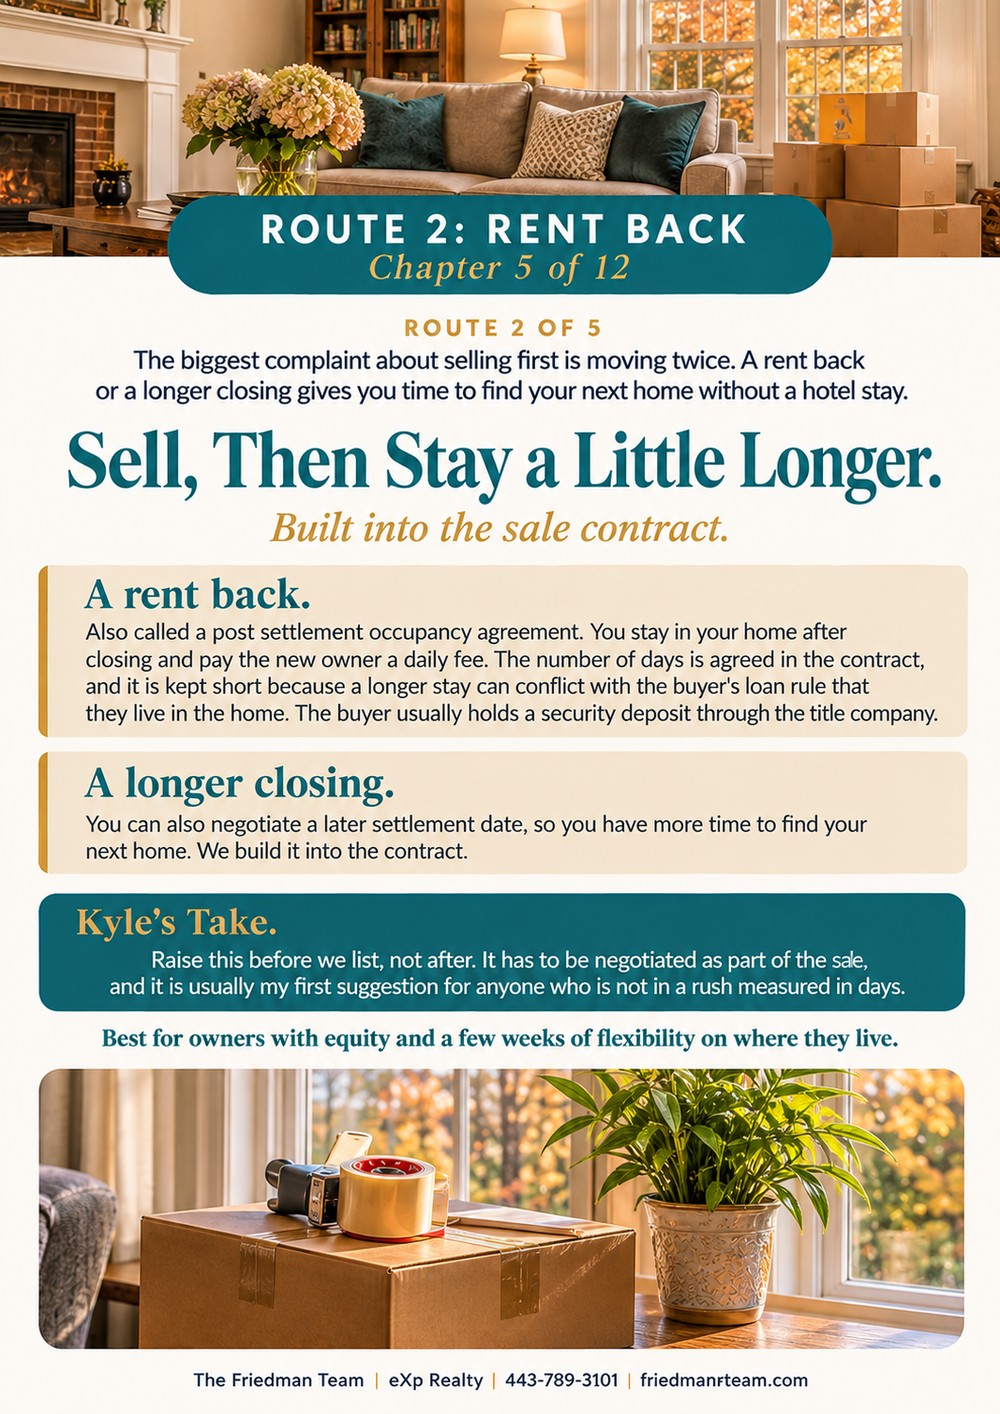 ROUTE 2: RENT BACK
Chapter 5 of 12
ROUTE 2 OF 5
The biggest complaint about selling first is moving twice. A rent back
or a longer closing gives you time to find your next home without a hotel stay.
Sell, Then Stay a Little Longer.
Built into the sale contract.
A rent back.
Also called a post settlement occupancy agreement. You stay in your home after
closing and pay the new owner a daily fee. The number of days is agreed in the contract,
and it is kept short because a longer stay can conflict with the buyer's loan rule that
they live in the home. The buyer usually holds a security deposit through the title company.
A longer closing.
You can also negotiate a later settlement date, so you have more time to find your
next home. We build it into the contract.
Kyle's Take.
Raise this before we list, not after. It has to be negotiated as part of the sale,
and it is usually my first suggestion for anyone who is not in a rush measured in days.
Best for owners with equity and a few weeks of flexibility on where they live.
The Friedman Team | eXp Realty | 443-789-3101 | friedmanrteam.com